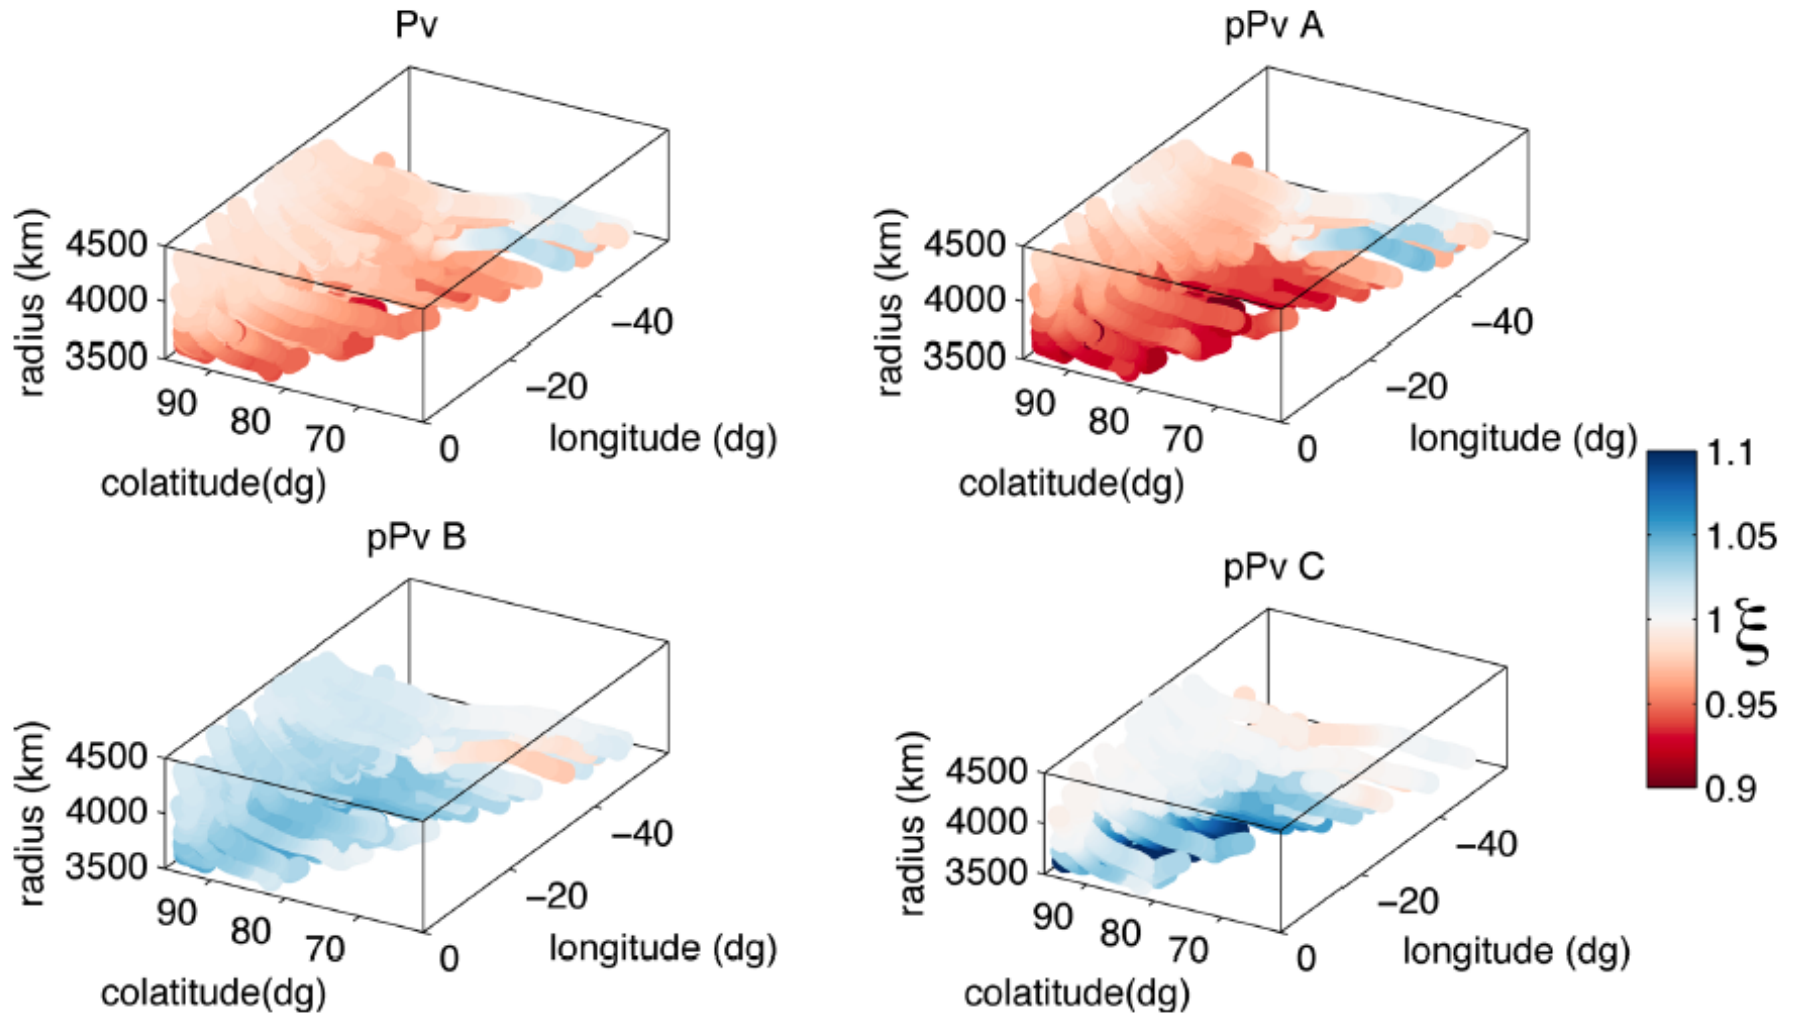 Pv
radius (km)
4500
4000
3500
90
80
70
0
−20
−40
colatitude(dg)
longitude (dg)
pPv A
radius (km)
4500
4000
3500
90
80
70
0
−20
−40
colatitude(dg)
longitude (dg)
pPv B
radius (km)
4500
4000
3500
90
80
70
0
−20
−40
colatitude(dg)
longitude (dg)
pPv C
radius (km)
4500
4000
3500
90
80
70
0
−20
−40
colatitude(dg)
longitude (dg)
1.1
1.05
1
0.95
0.9
ξ